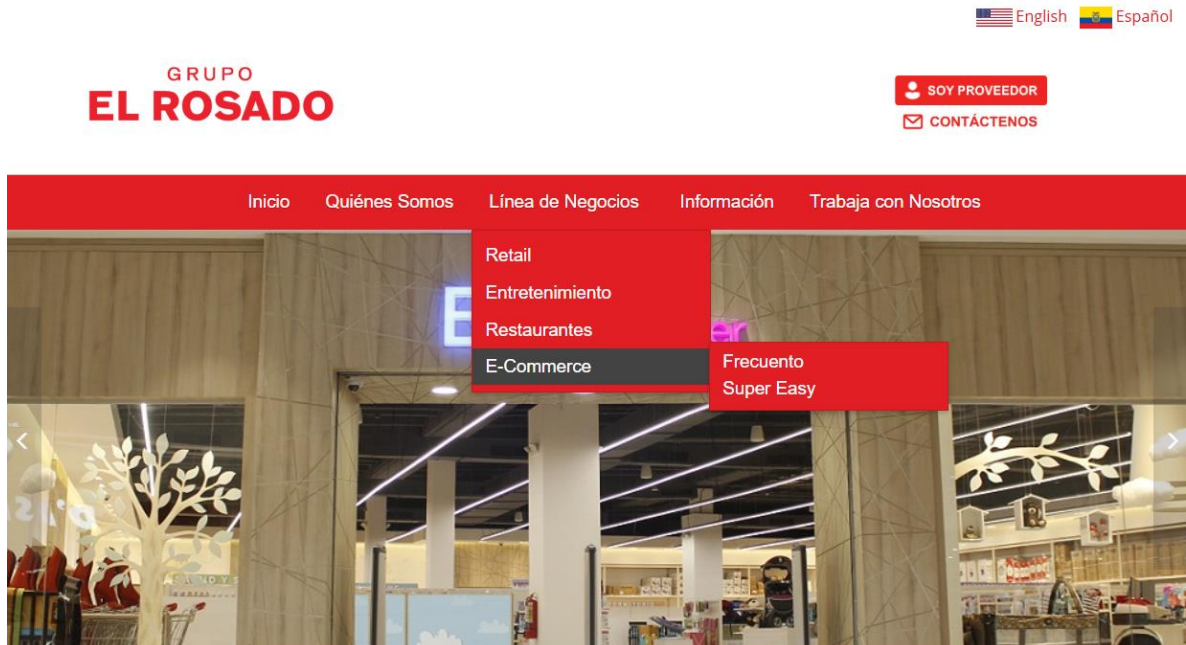 English Español
GRUPO
EL ROSADO
SOY PROVEEDOR
CONTÁCTENOS
Inicio Quiénes Somos Línea de Negocios Información Trabaja con Nosotros
Retail
Entretenimiento
Restaurantes
E-Commerce
Frecuento
Super Easy